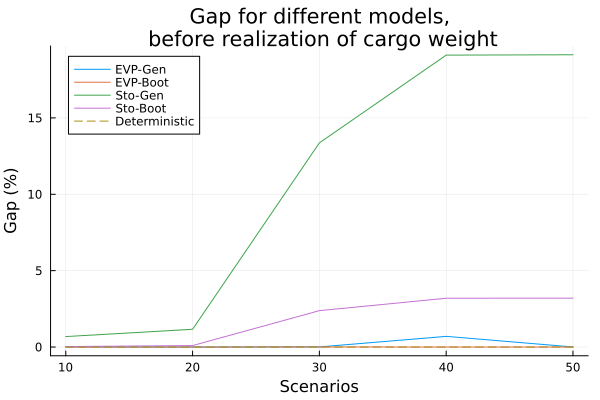 Gap for different models,
before realization of cargo weight
EVP-Gen
EVP-Boot
Sto-Gen
Sto-Boot
Deterministic
Gap (%)
15
10
5
0
10 20 30 40 50
Scenarios